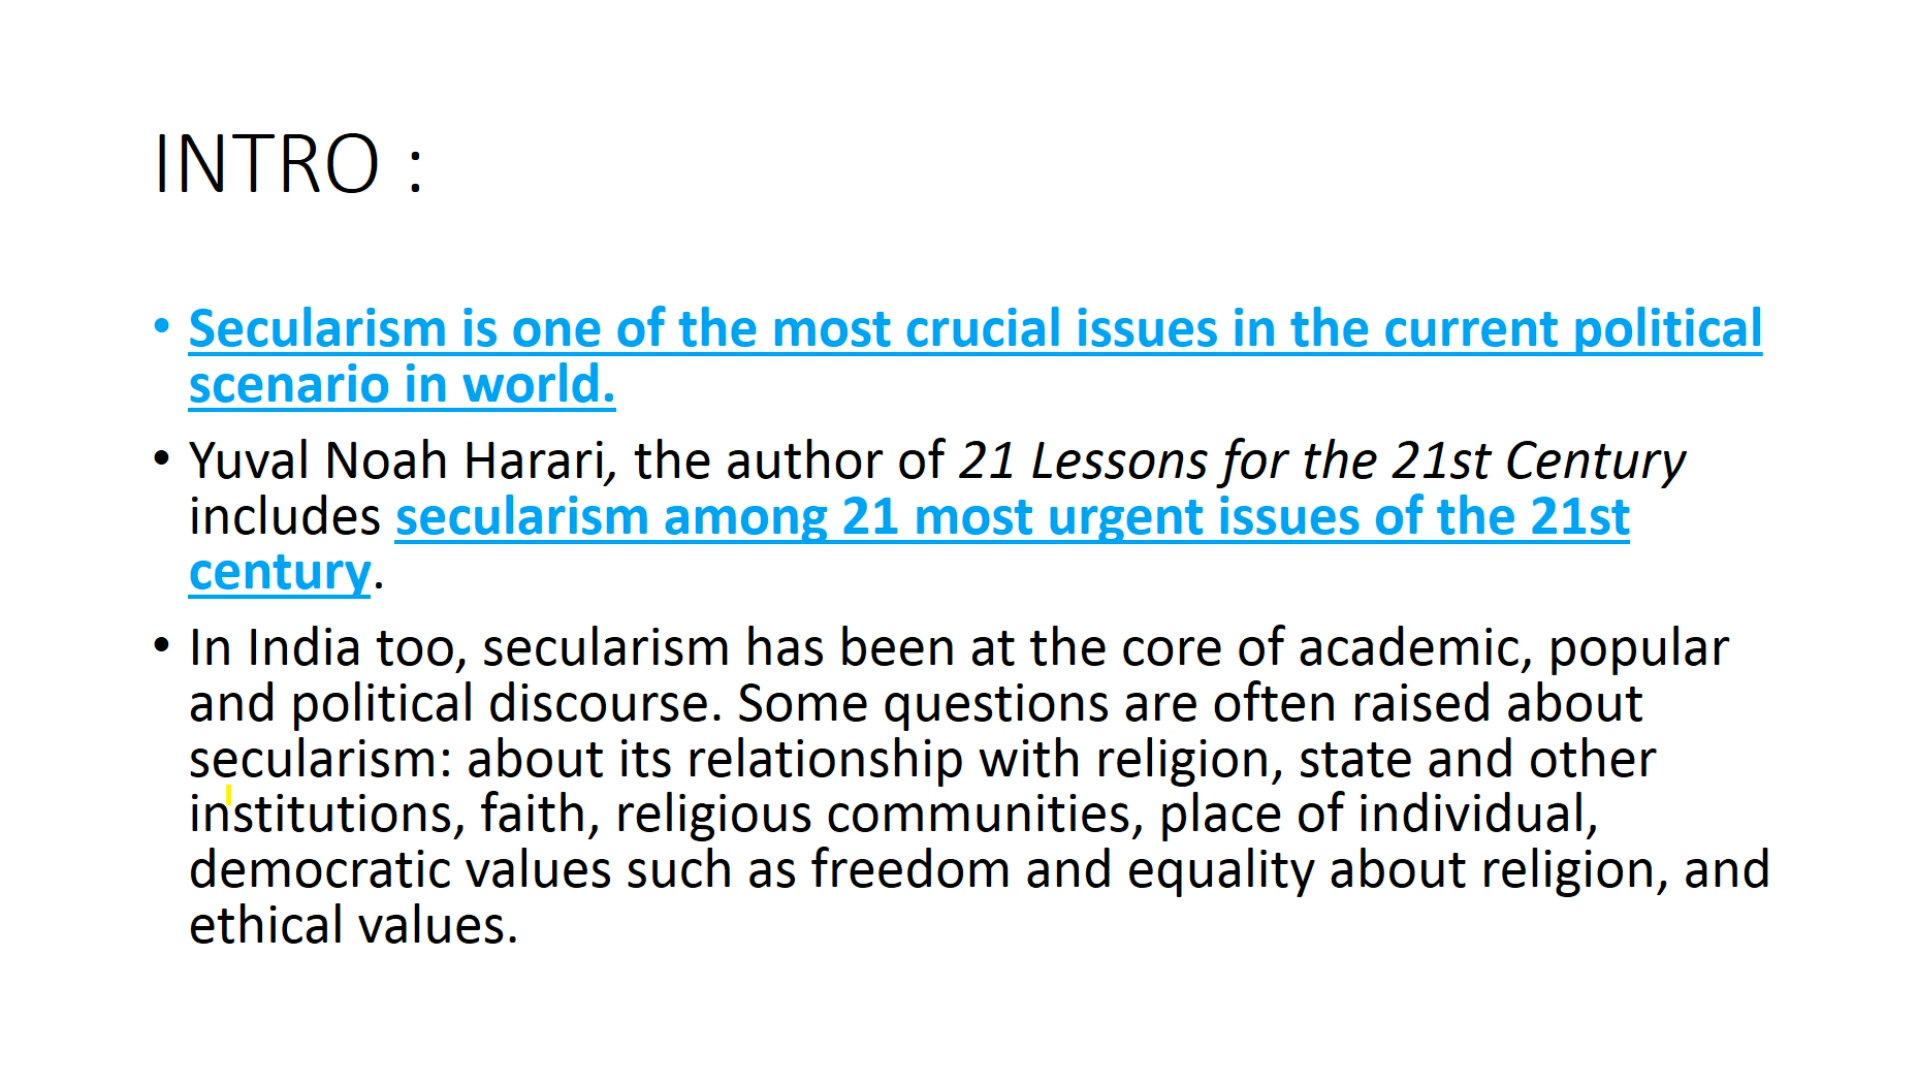 INTRO :
• Secularism is one of the most crucial issues in the current political
scenario in world.
• Yuval Noah Harari, the author of 21 Lessons for the 21st Century
includes secularism among 21 most urgent issues of the 21st
century.
• In India too, secularism has been at the core of academic, popular
and political discourse. Some questions are often raised about
secularism: about its relationship with religion, state and other
institutions, faith, religious communities, place of individual,
democratic values such as freedom and equality about religion, and
ethical values.